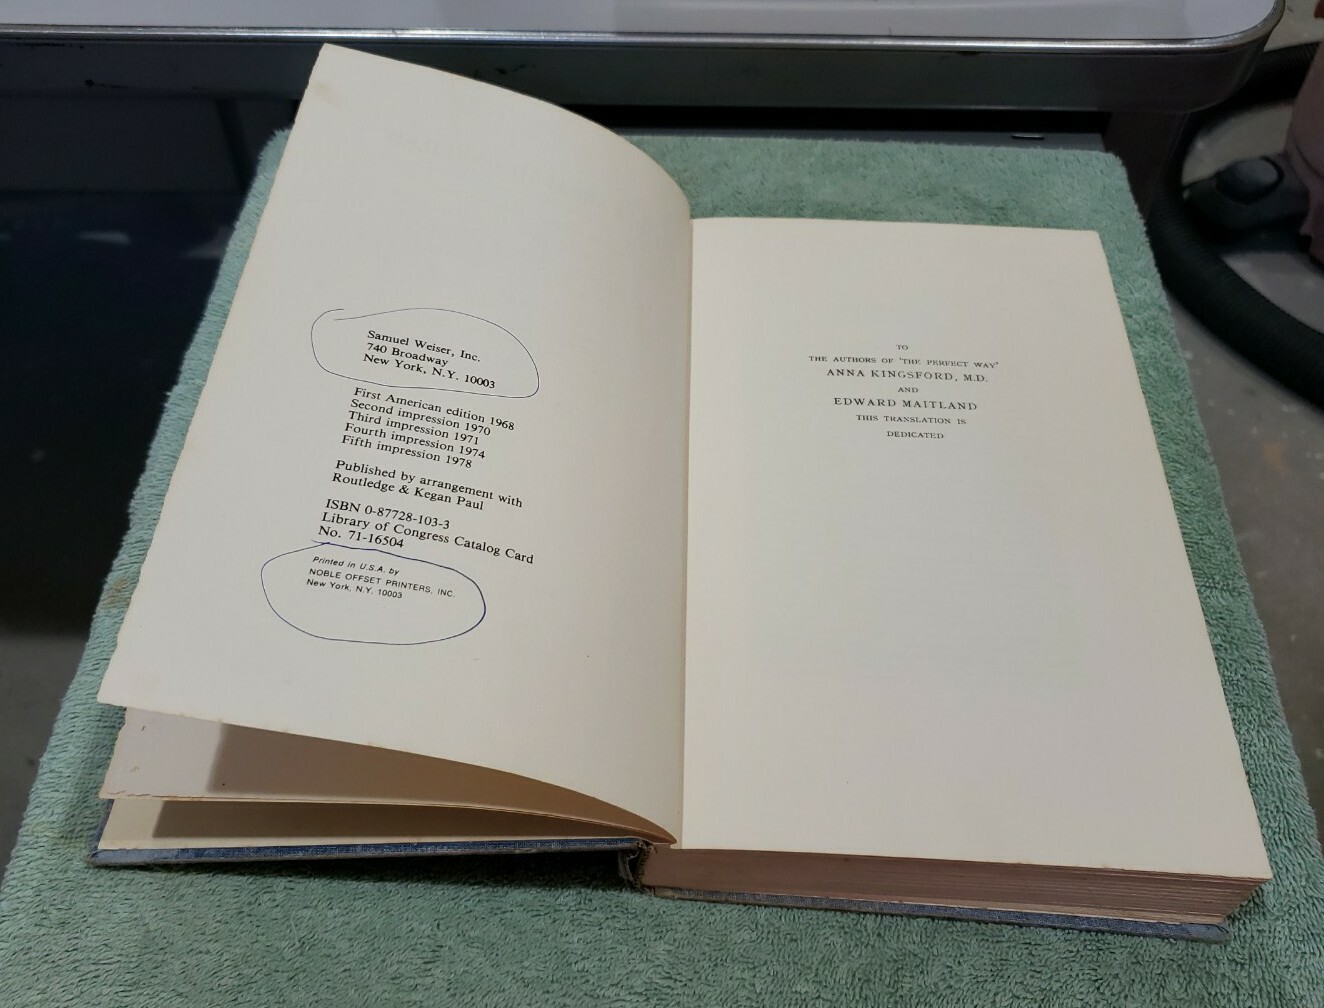 Samuel Weiser, Inc.
740 Broadway
New York, N.Y. 10003
First American edition 1968
Second impression 1970
Third impression 1971
Fourth impression 1974
Fifth impression 1978
Published by arrangement with
Routledge & Kegan Paul
ISBN 0-87728-103-3
Library of Congress Catalog Card
No. 71-16504
Printed in U.S.A. by
NOBLE OFFSET PRINTERS, INC.
New York, N.Y. 10003
TO
THE AUTHORS OF 'THE PERFECT WAY'
ANNA KINGSFORD, M.D.
AND
EDWARD MAITLAND
THIS TRANSLATION IS
DEDICATED